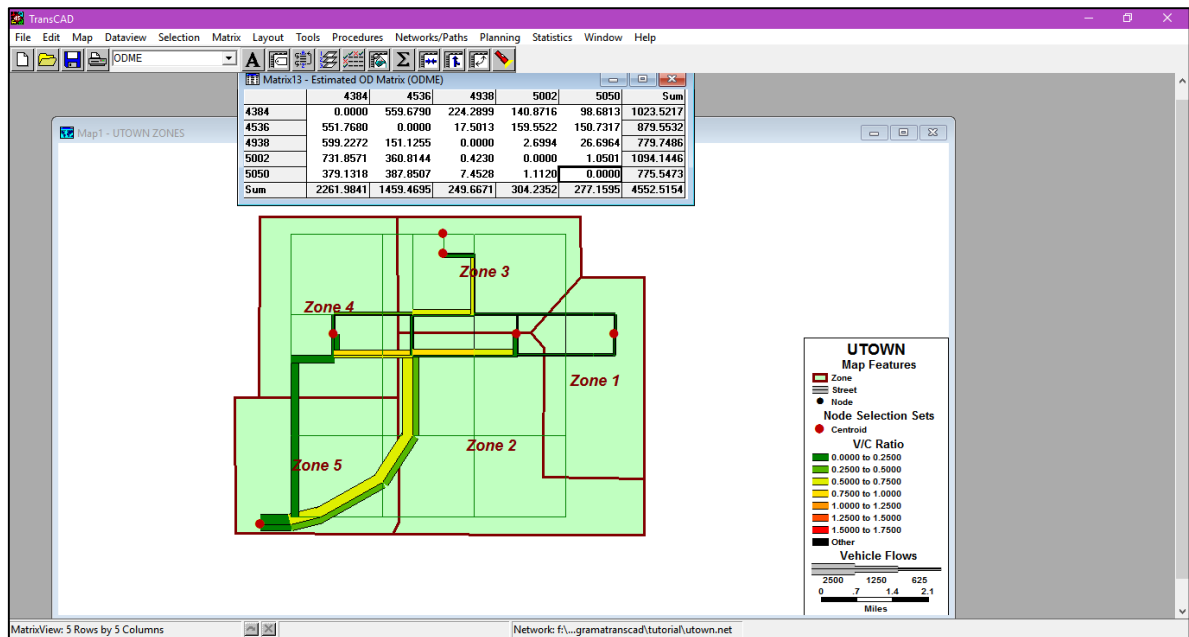 TransCAD
File Edit Map Dataview Selection Matrix Layout Tools Procedures Networks/Paths Planning Statistics Window Help
ODME
Matrix13 - Estimated OD Matrix (ODME)
4384 4536 4938 5002 5050 Sum
4384 0.0000 559.6790 224.2899 140.8716 98.6813 1023.5217
4536 551.7680 0.0000 17.5013 159.5522 150.7317 879.5532
4938 599.2272 151.1255 0.0000 2.6994 26.6964 779.7486
5002 731.8571 360.8144 0.4230 0.0000 1.0501 1094.1446
5050 379.1318 387.8507 7.4528 1.1120 0.0000 775.5473
Sum 2261.9841 1459.4695 249.6671 304.2352 277.1595 4552.5154
Map1 - UTOWN ZONES
Zone 3
Zone 4
Zone 1
Zone 2
Zone 5
UTOWN
Map Features
Zone
Street
Node
Node Selection Sets
Centroid
V/C Ratio
0.0000 to 0.2500
0.2500 to 0.5000
0.5000 to 0.7500
0.7500 to 1.0000
1.0000 to 1.2500
1.2500 to 1.5000
1.5000 to 1.7500
Other
Vehicle Flows
2500 1250 625
0 .7 1.4 2.1
Miles
MatrixView: 5 Rows by 5 Columns
Network: f:\...gramatranscad\tutorial\utown.net